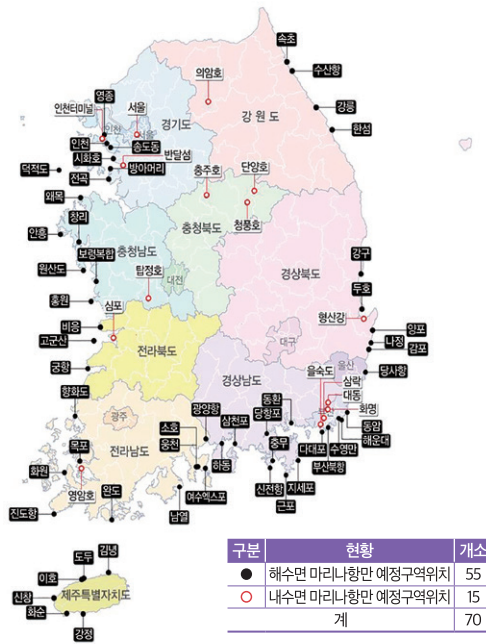 속초
수산항
의암호
영종
인천터미널
서울
강릉
경기도
강원도
인천
서울
한섬
인천
송도동
시화호
반달섬
단양호
덕적도
방아머리
충주호
전곡
왜목
창리
청풍호
안흥
충청북도
보령복합
충청남도
강구
원산도
탑정호
대전
경상북도
두호
홍원
심포
형산강
비응
양포
고군산
전라북도
대구
나정
감포
궁항
경상남도
울산
당사항
을숙도
삼락
향화도
동환
대동
광양항
당항포
화명
광주
소호
삼천포
동암
해운대
목포
전라남도
웅천
충무
다대포
수영만
화원
하동
부산북항
영암호
완도
여수엑스포
신전항
지세포
진도항
남열
근포
구분 현황 개소
● 해수면 마리나항만 예정구역위치 55
○ 내수면 마리나항만 예정구역위치 15
계 70
도두
김녕
이호
신창
제주특별자치도
화순
강정